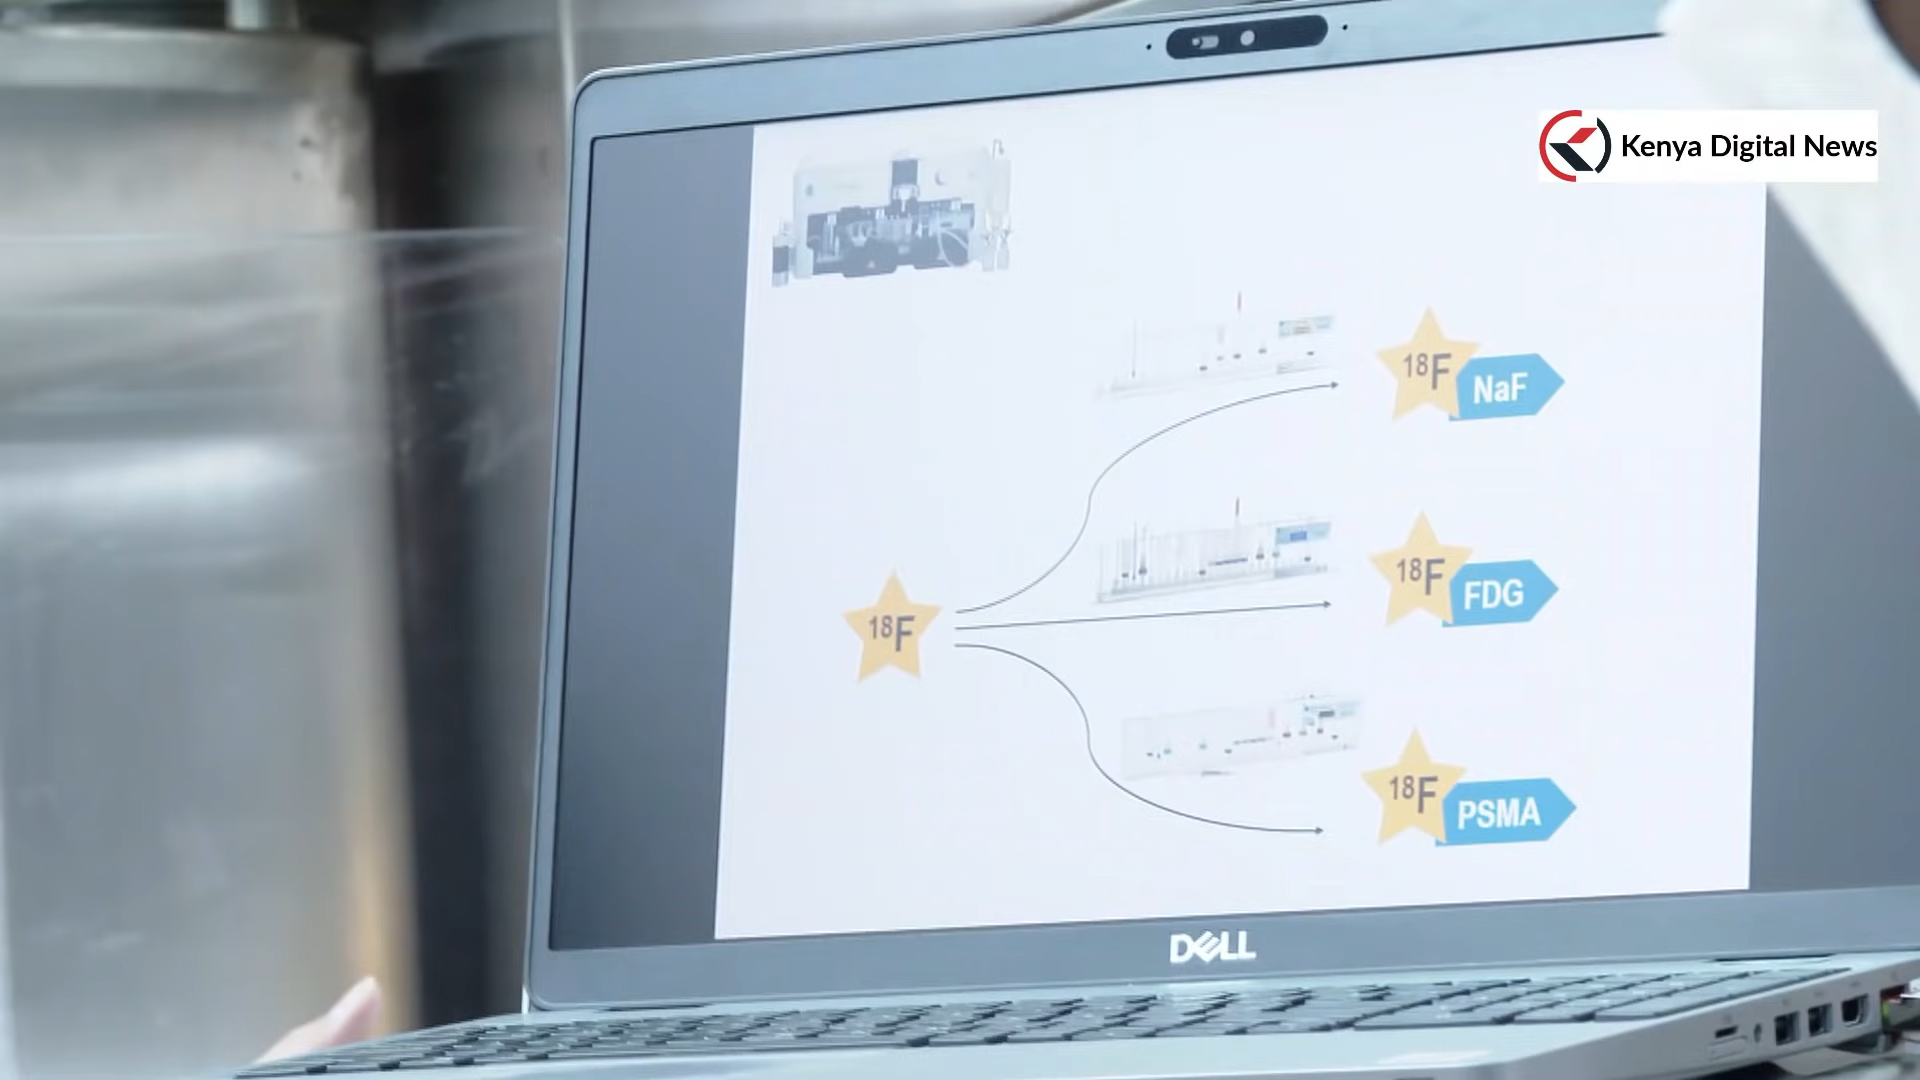 Kenya Digital News
18F
NaF
18F
FDG
18F
18F
PSMA
DELL